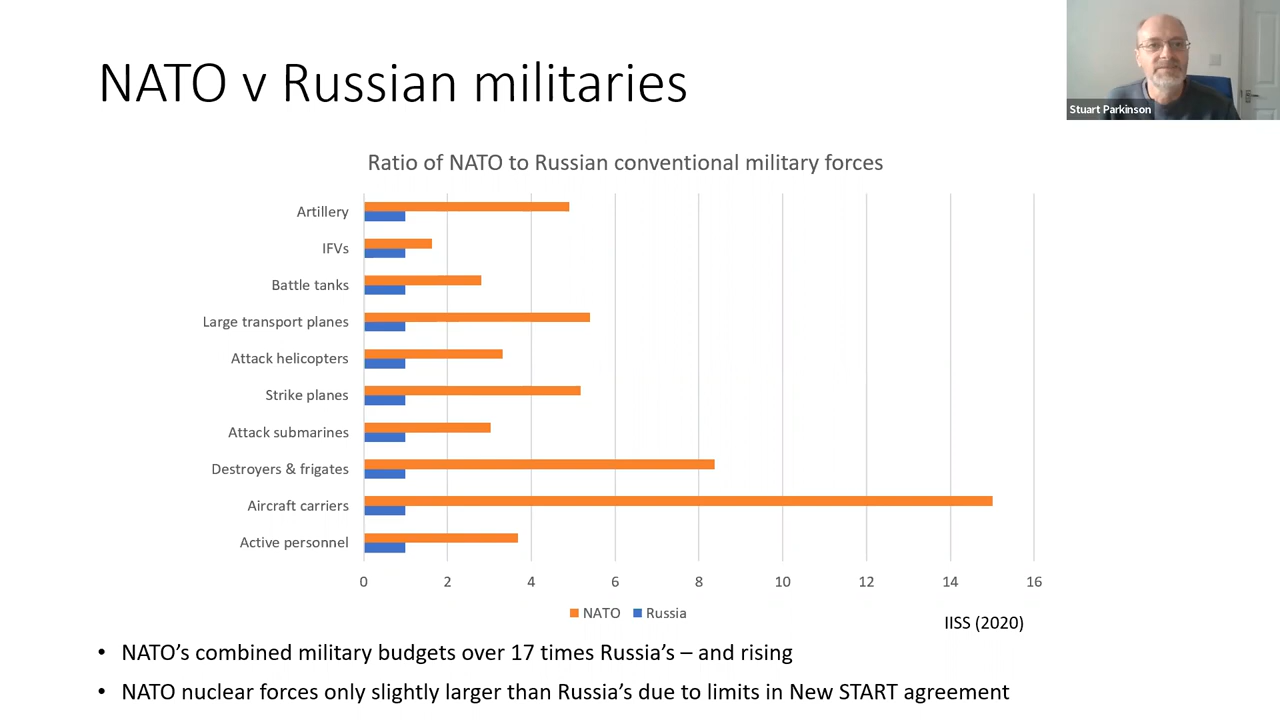 NATO v Russian militaries
Stuart Parkinson
Ratio of NATO to Russian conventional military forces
Artillery
IFVs
Battle tanks
Large transport planes
Attack helicopters
Strike planes
Attack submarines
Destroyers & frigates
Aircraft carriers
Active personnel
0 2 4 6 8 10 12 14 16
NATO Russia
IISS (2020)
• NATO’s combined military budgets over 17 times Russia’s – and rising
• NATO nuclear forces only slightly larger than Russia’s due to limits in New START agreement